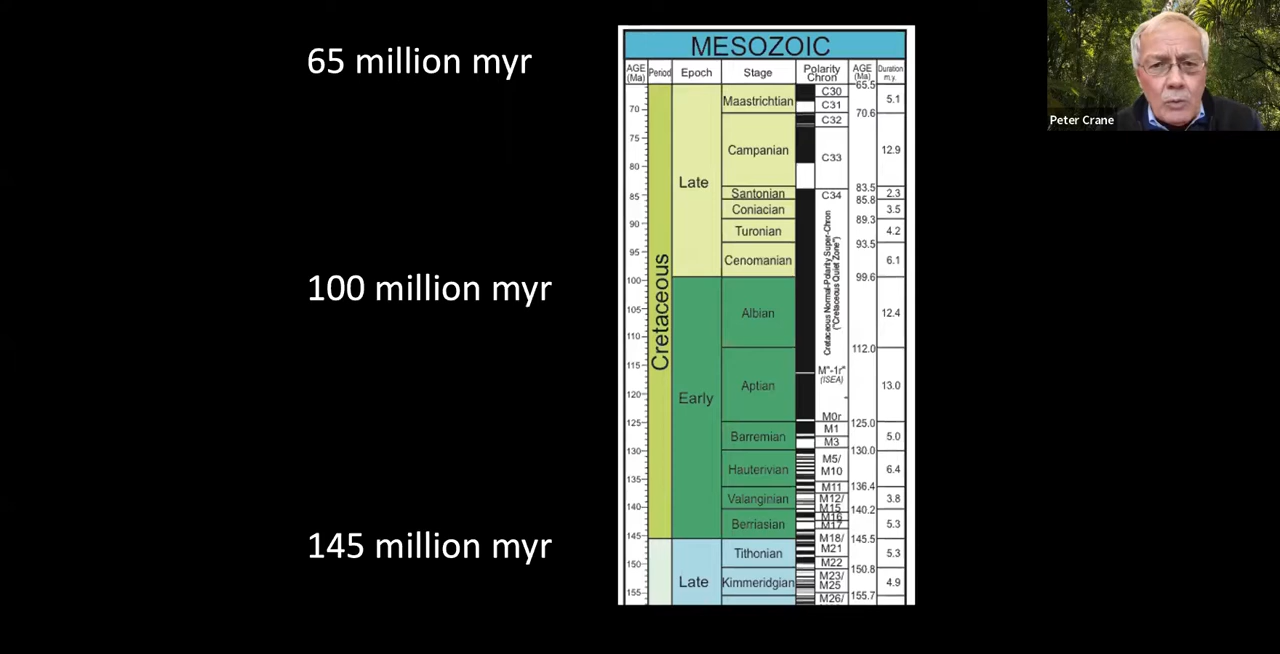 65 million myr
100 million myr
145 million myr
MESOZOIC
AGE (Ma) Period Epoch Stage Polarity Chron AGE (Ma) Duration m.y.
70
75
80
85
90
95
100
105
110
115
120
125
130
135
140
145
150
155
Cretaceous
Late
Early
Late
Maastrichtian
Campanian
Santonian
Coniacian
Turonian
Cenomanian
Albian
Aptian
Barremian
Hauterivian
Valanginian
Berriasian
Tithonian
Kimmeridgian
C30
C31
C32
C33
C34
Cretaceous Normal-Polarity Super-Chron
("Cretaceous Quiet Zone")
M"-1r"
(ISEA)
M0r
M1
M3
M5/
M10
M11
M12/
M15
M16
M17
M18/
M21
M22
M23/
M25
M26/
65.5
70.6
83.5
85.8
89.3
93.5
99.6
112.0
125.0
130.0
136.4
140.2
145.5
150.8
155.7
5.1
12.9
2.3
3.5
4.2
6.1
12.4
13.0
5.0
6.4
3.8
5.3
5.3
4.9
Peter Crane